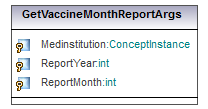 GetVaccineMonthReportArgs
Medinstitution:ConceptInstance
ReportYear:int
ReportMonth:int